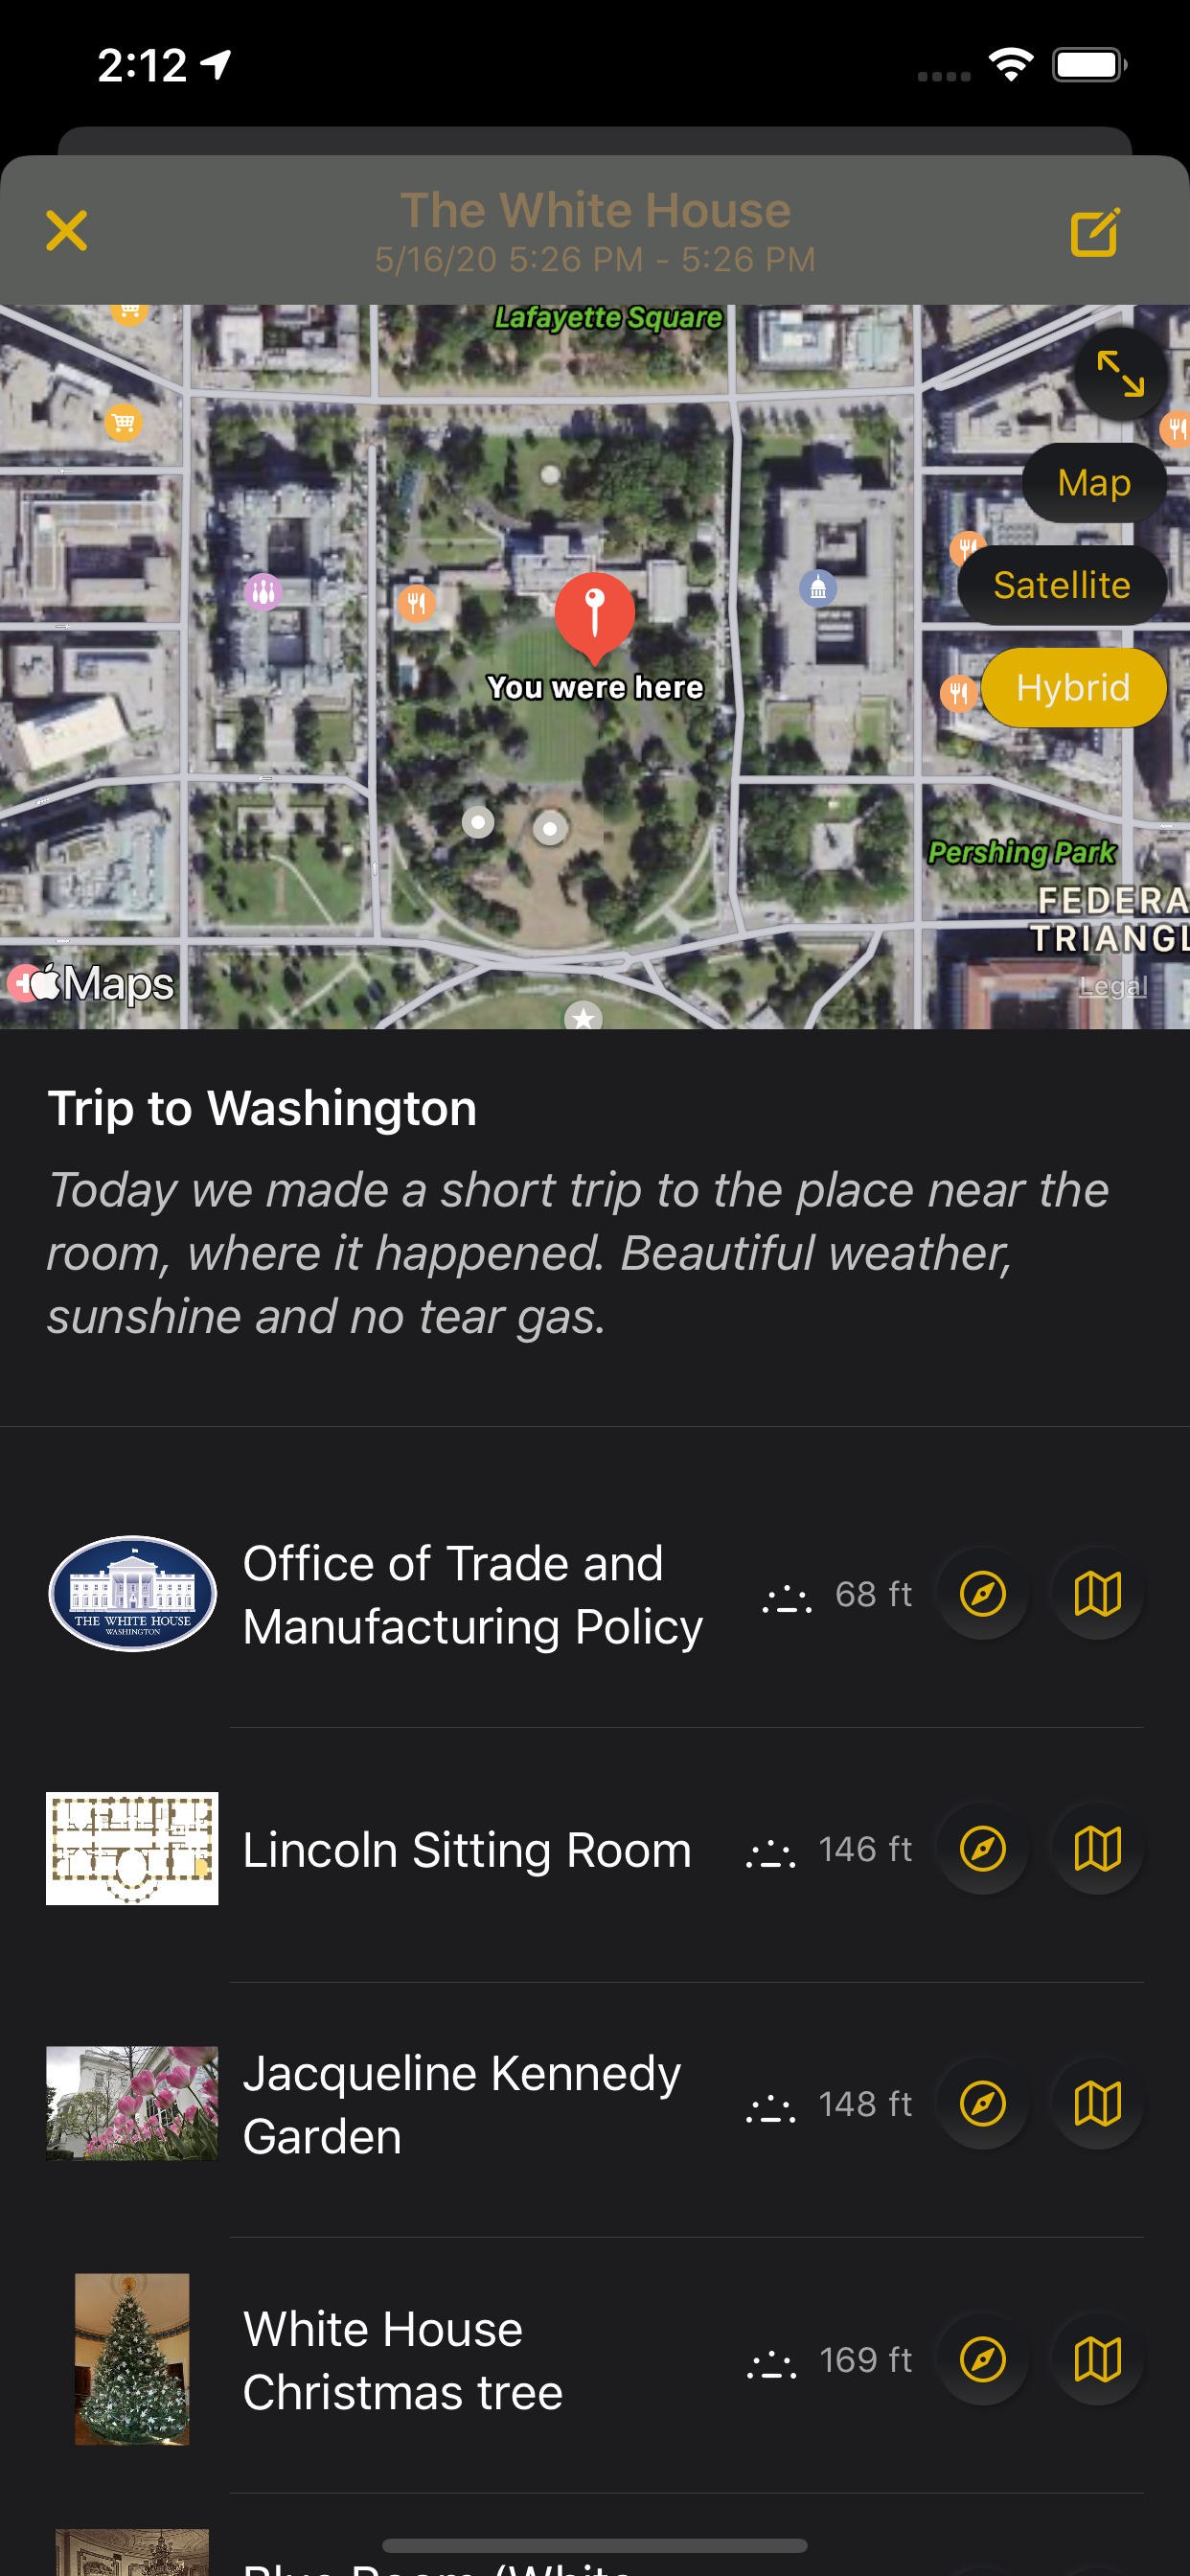 2:12
The White House
5/16/20 5:26 PM - 5:26 PM
Lafayette Square
Map
Satellite
Hybrid
You were here
Pershing Park
FEDERA
TRIANGL
Maps
Legal
Trip to Washington
Today we made a short trip to the place near the
room, where it happened. Beautiful weather,
sunshine and no tear gas.
THE WHITE HOUSE
WASHINGTON
Office of Trade and
Manufacturing Policy
68 ft
Lincoln Sitting Room
146 ft
Jacqueline Kennedy
Garden
148 ft
White House
Christmas tree
169 ft
Blue Room (White